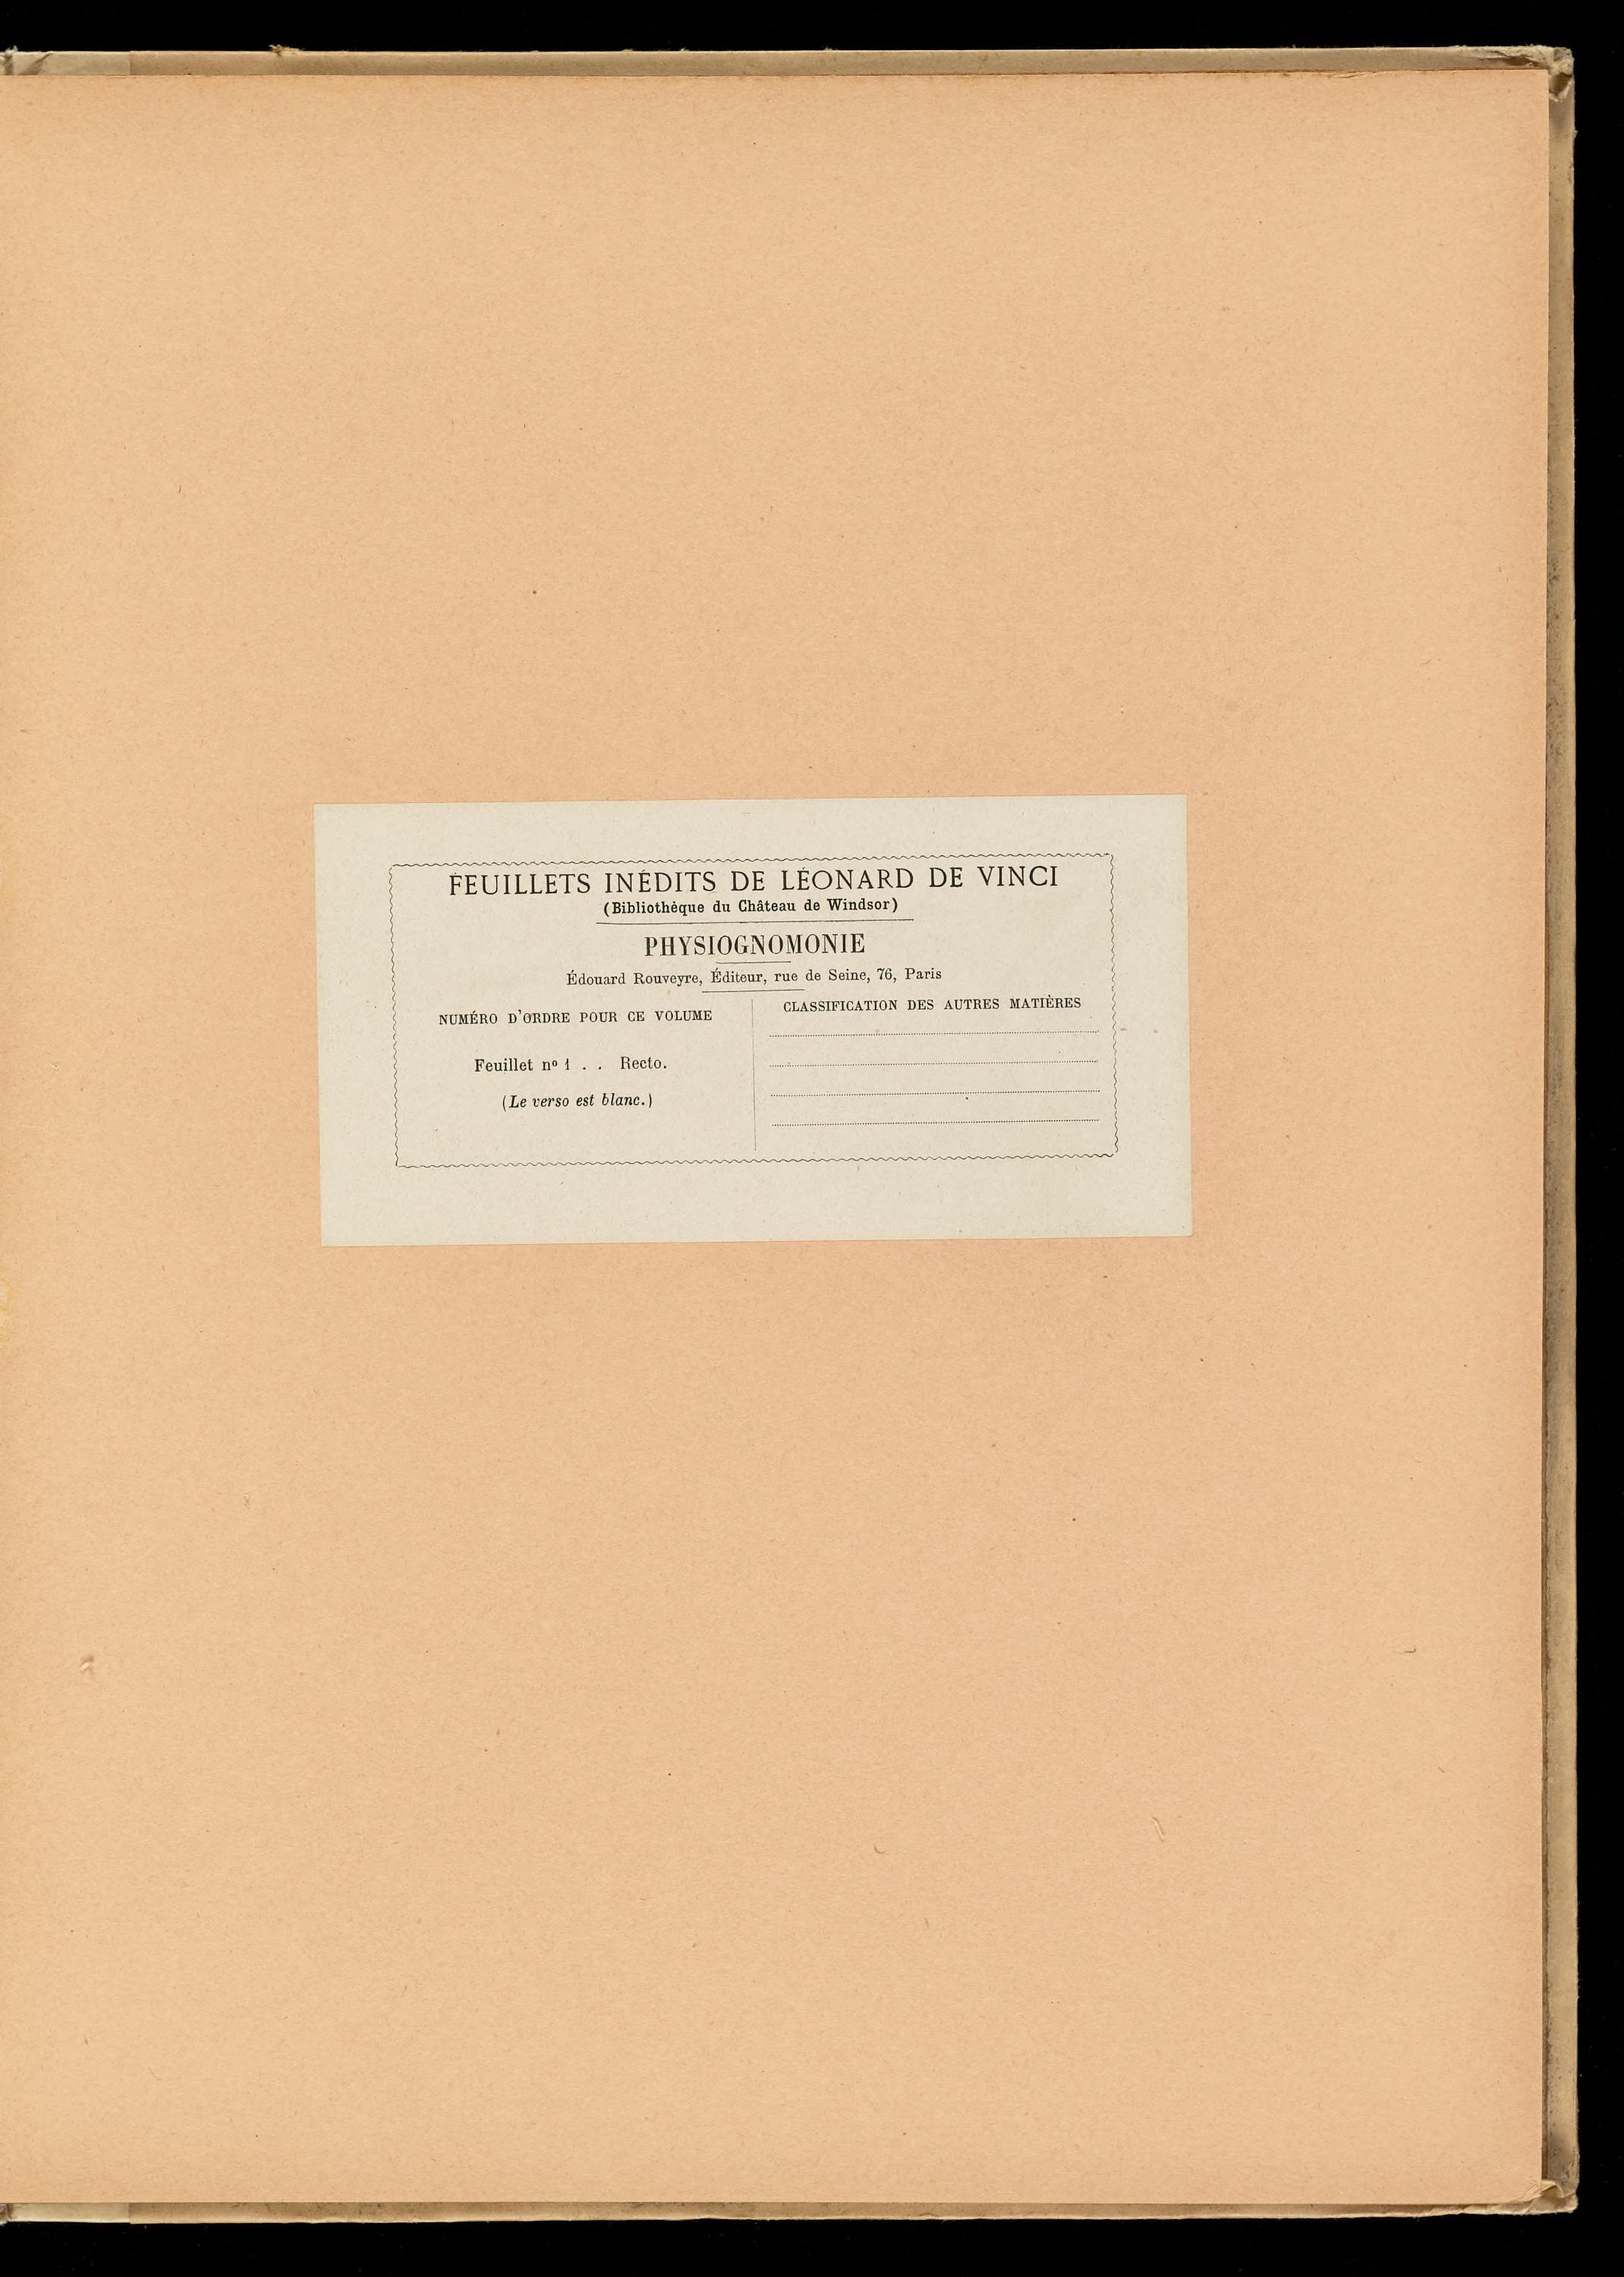 FEUILLETS INÉDITS DE LÉONARD DE VINCI
(Bibliothèque du Château de Windsor)
PHYSIOGNOMONIE
Édouard Rouveyre, Éditeur, rue de Seine, 76, Paris
NUMÉRO D'ORDRE POUR CE VOLUME
Feuillet nº 1 . . Recto.
(Le verso est blanc.)
CLASSIFICATION DES AUTRES MATIÈRES